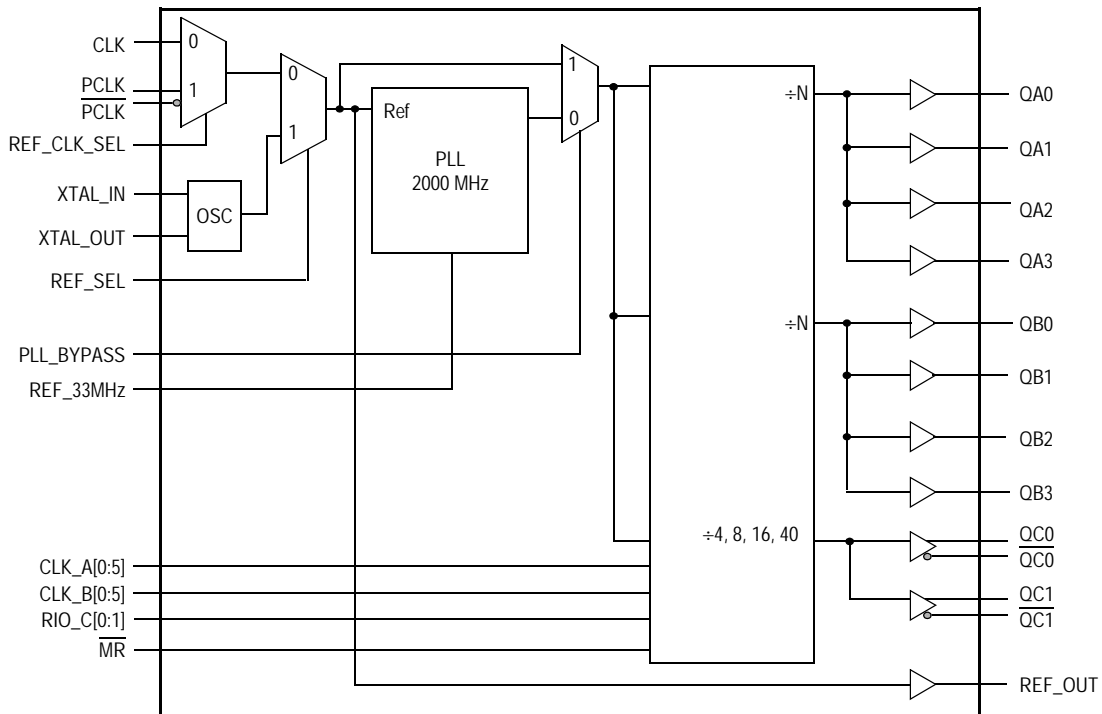 CLK
PCLK
PCLK
REF_CLK_SEL
XTAL_IN
XTAL_OUT
REF_SEL
PLL_BYPASS
REF_33MHz
CLK_A[0:5]
CLK_B[0:5]
RIO_C[0:1]
MR
0
1
OSC
0
1
Ref
PLL
2000 MHz
1
0
÷N
÷N
÷4, 8, 16, 40
QA0
QA1
QA2
QA3
QB0
QB1
QB2
QB3
QC0
QC0
QC1
QC1
REF_OUT